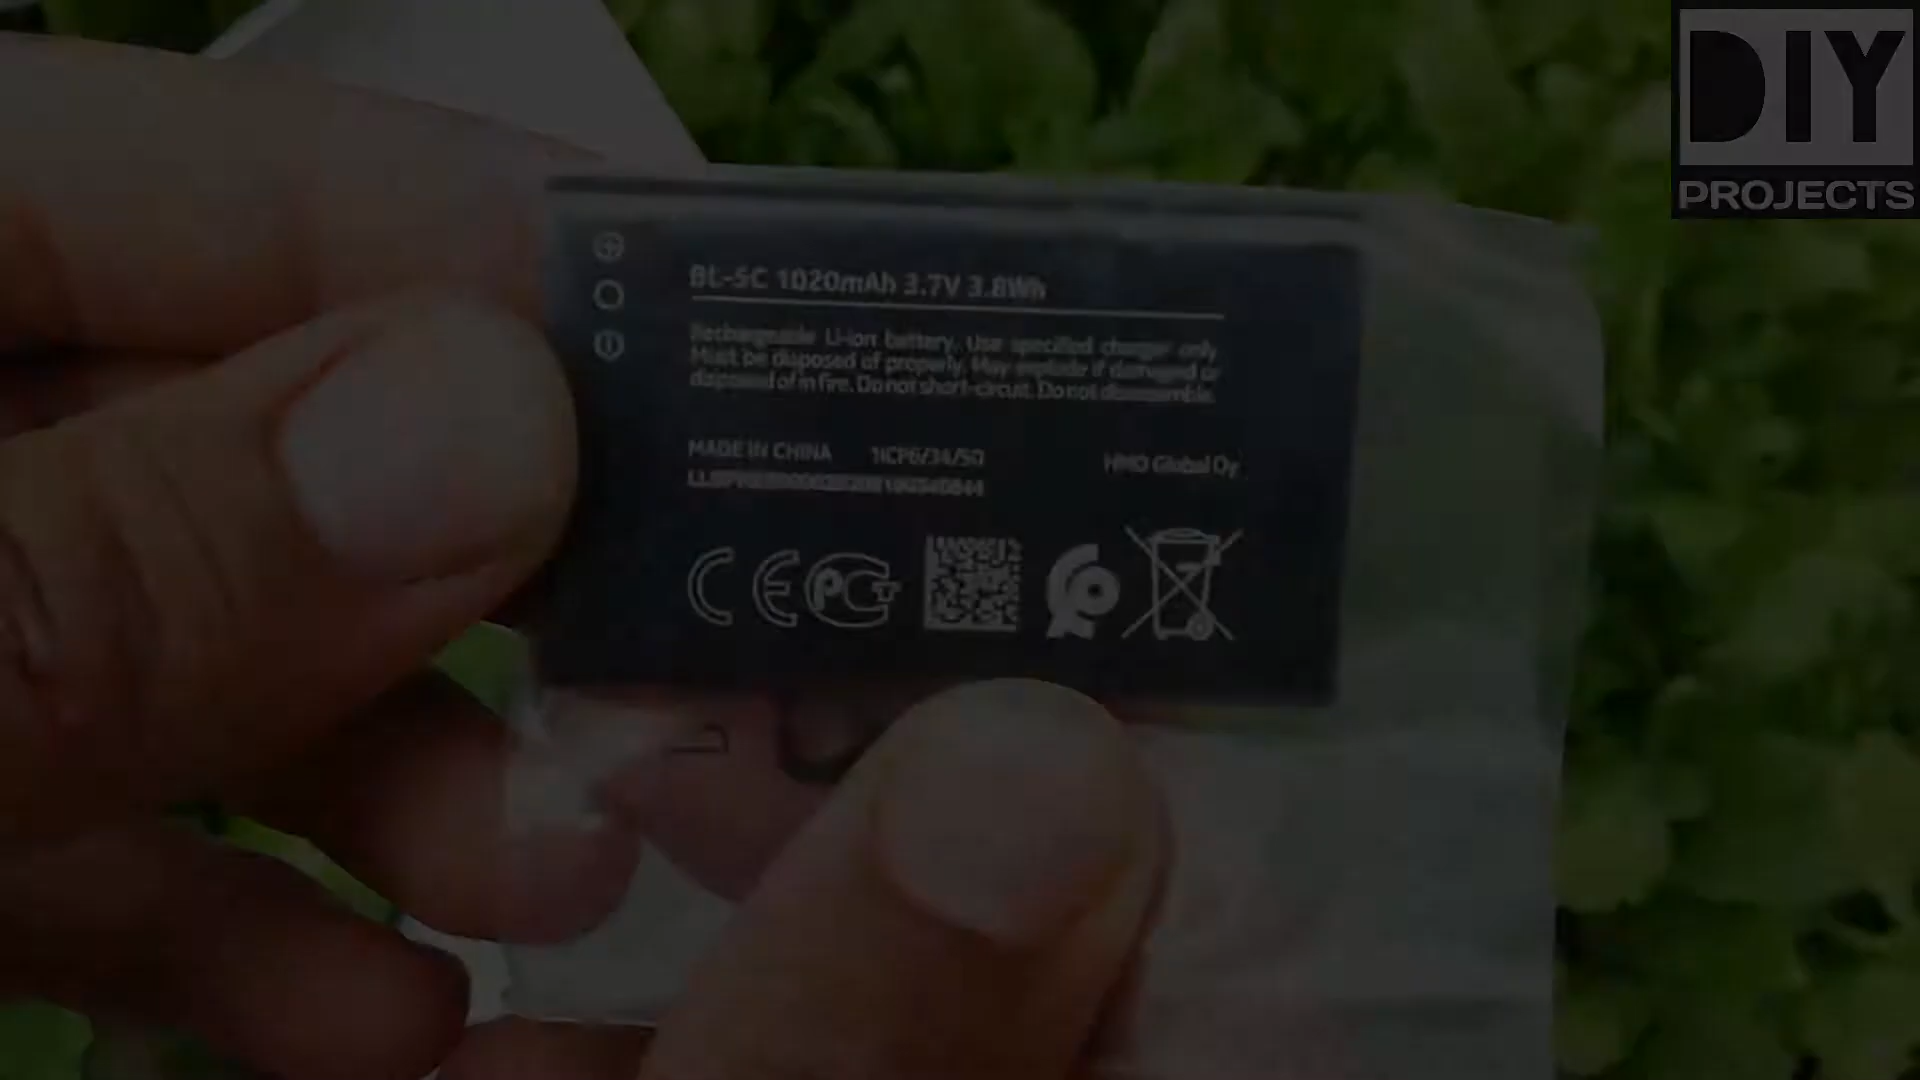 DIY
PROJECTS
BL-5C 1020mAh 3.7V 3.8Wh
Rechargeable Li-ion battery. Use specified charger only
Must be disposed of properly. May explode if damaged or
disposed of in fire. Do not short-circuit. Do not disassemble.
MADE IN CHINA 1ICP6/34/50
HMD Global Oy
CE PCT